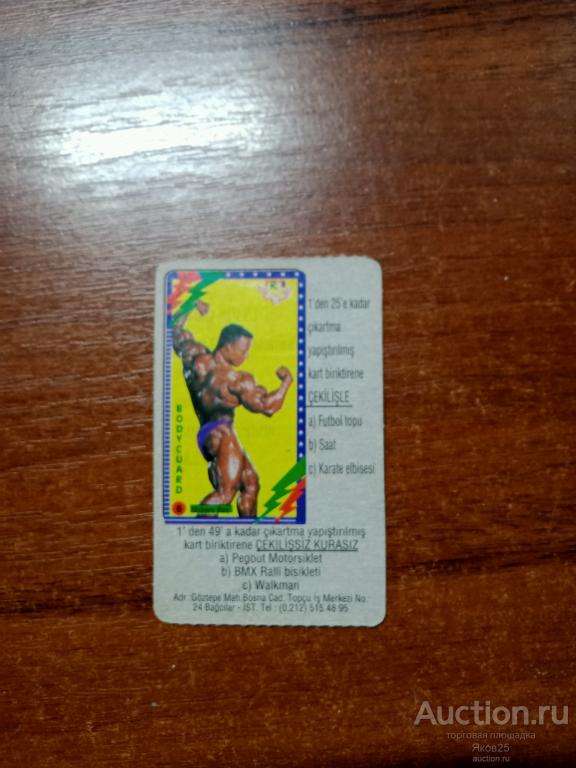 BODYGUARD
1'den 25'e kadar
çıkartma
yapıştırılmış
kart biriktirene
ÇEKİLİŞLE
a) Futbol topu
b) Saat
c) Karate elbisesi
1' den 49' a kadar çıkartma yapıştırılmış
kart biriktirene ÇEKİLİŞSİZ KURASIZ
a) Pegout Motorsiklet
b) BMX Ralli bisikleti
c) Walkman
Adr :Göztepe Mah.Bosna Cad. Topçu İş Merkezi No:
24 Bağcılar - İST. Tel : (0.212) 515 48 95
Auction.ru
торговая площадка
Яков25
auction.ru